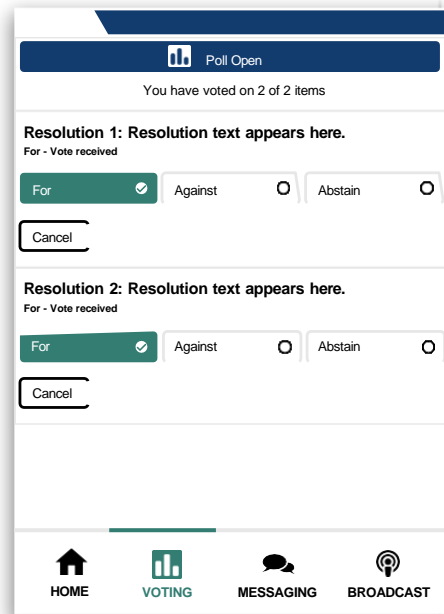 Poll Open
You have voted on 2 of 2 items
Resolution 1: Resolution text appears here.
For - Vote received
For Against Abstain
Cancel
Resolution 2: Resolution text appears here.
For - Vote received
For Against Abstain
Cancel
HOME VOTING MESSAGING BROADCAST